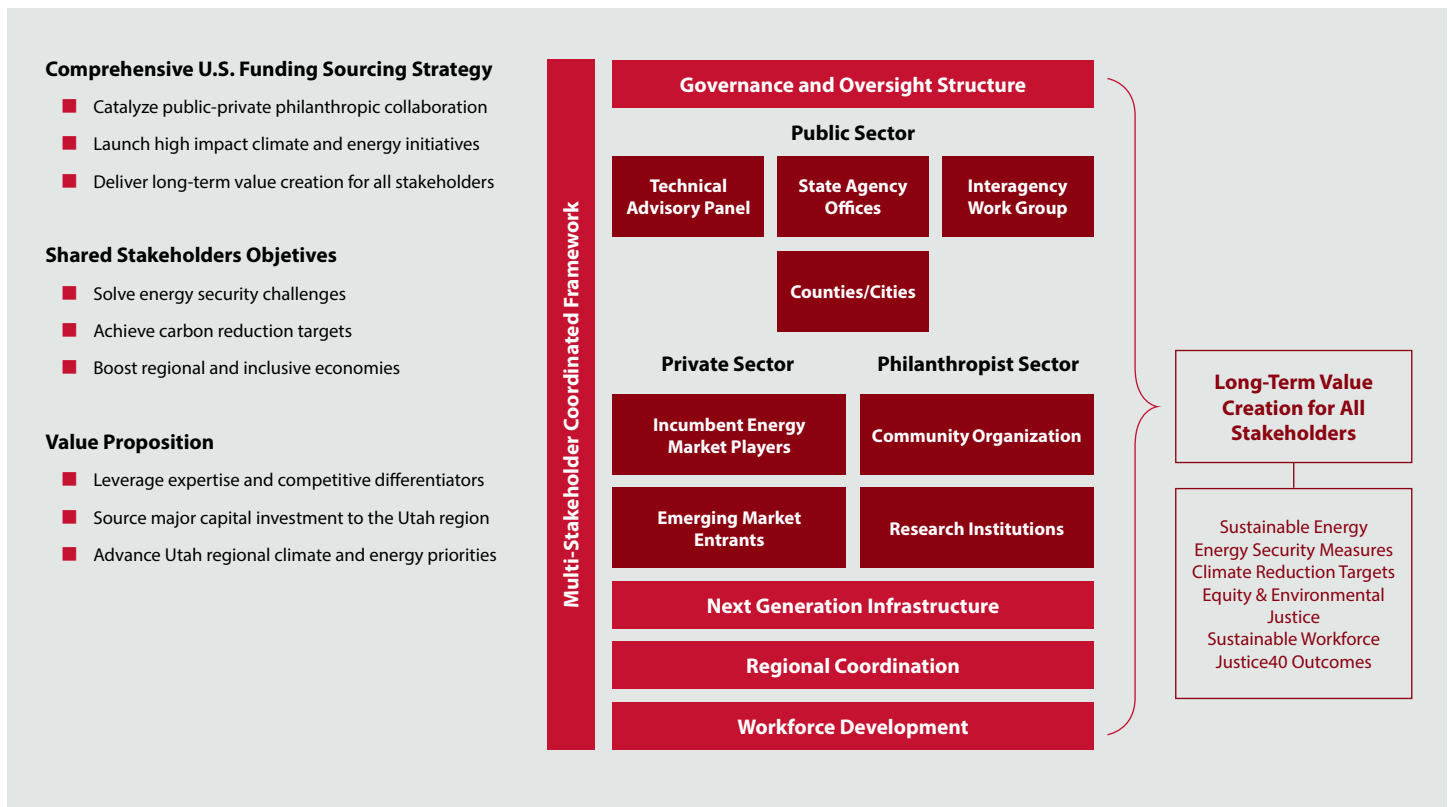 Comprehensive U.S. Funding Sourcing Strategy
Catalyze public-private philanthropic collaboration
Launch high impact climate and energy initiatives
Deliver long-term value creation for all stakeholders
Shared Stakeholders Objetives
Solve energy security challenges
Achieve carbon reduction targets
Boost regional and inclusive economies
Value Proposition
Leverage expertise and competitive differentiators
Source major capital investment to the Utah region
Advance Utah regional climate and energy priorities
Multi-Stakeholder Coordinated Framework
Governance and Oversight Structure
Public Sector
Technical
Advisory Panel
State Agency
Offices
Interagency
Work Group
Counties/Cities
Private Sector
Incumbent Energy
Market Players
Emerging Market
Entrants
Philanthropist Sector
Community Organization
Research Institutions
Next Generation Infrastructure
Regional Coordination
Workforce Development
Long-Term Value
Creation for All
Stakeholders
Sustainable Energy
Energy Security Measures
Climate Reduction Targets
Equity & Environmental
Justice
Sustainable Workforce
Justice40 Outcomes